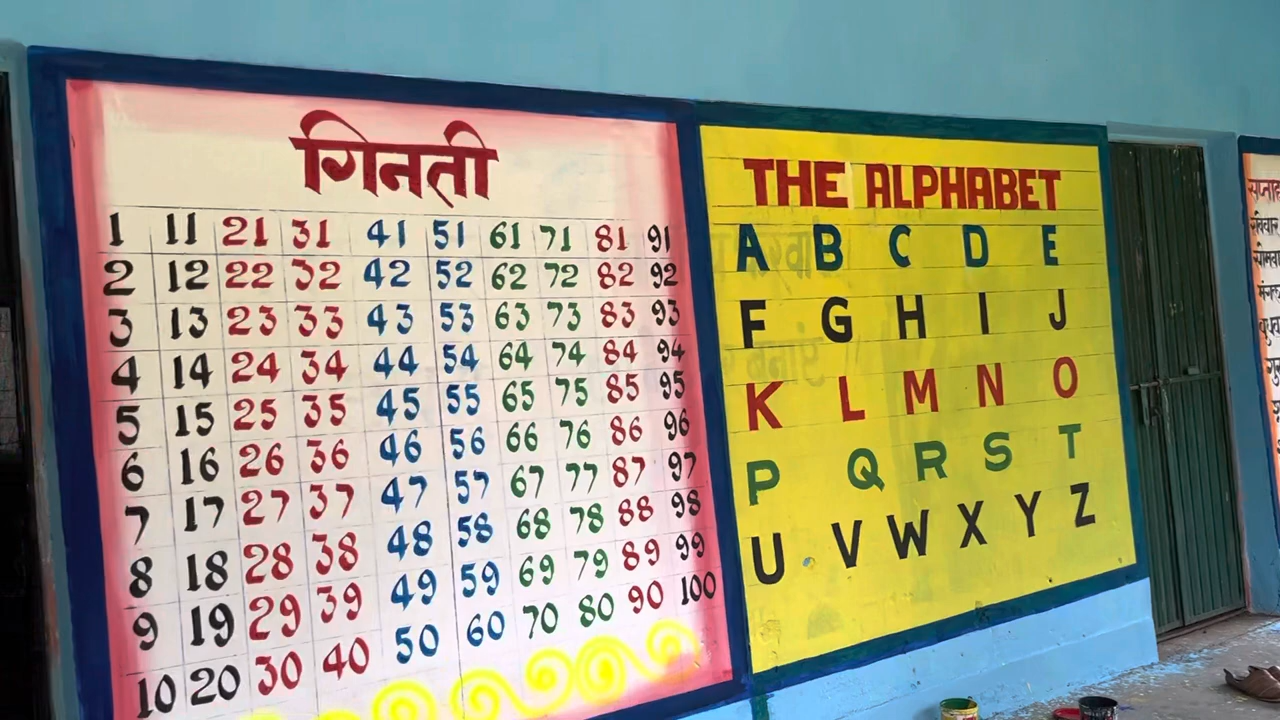 गिनती
1 11 21 31 41 51 61 71 81 91
2 12 22 32 42 52 62 72 82 92
3 13 23 33 43 53 63 73 83 93
4 14 24 34 44 54 64 74 84 94
5 15 25 35 45 55 65 75 85 95
6 16 26 36 46 56 66 76 86 96
7 17 27 37 47 57 67 77 87 97
8 18 28 38 48 58 68 78 88 98
9 19 29 39 49 59 69 79 89 99
10 20 30 40 50 60 70 80 90 100
THE ALPHABET
A B C D E
F G H I J
K L M N O
P Q R S T
U V W X Y Z
रविवार